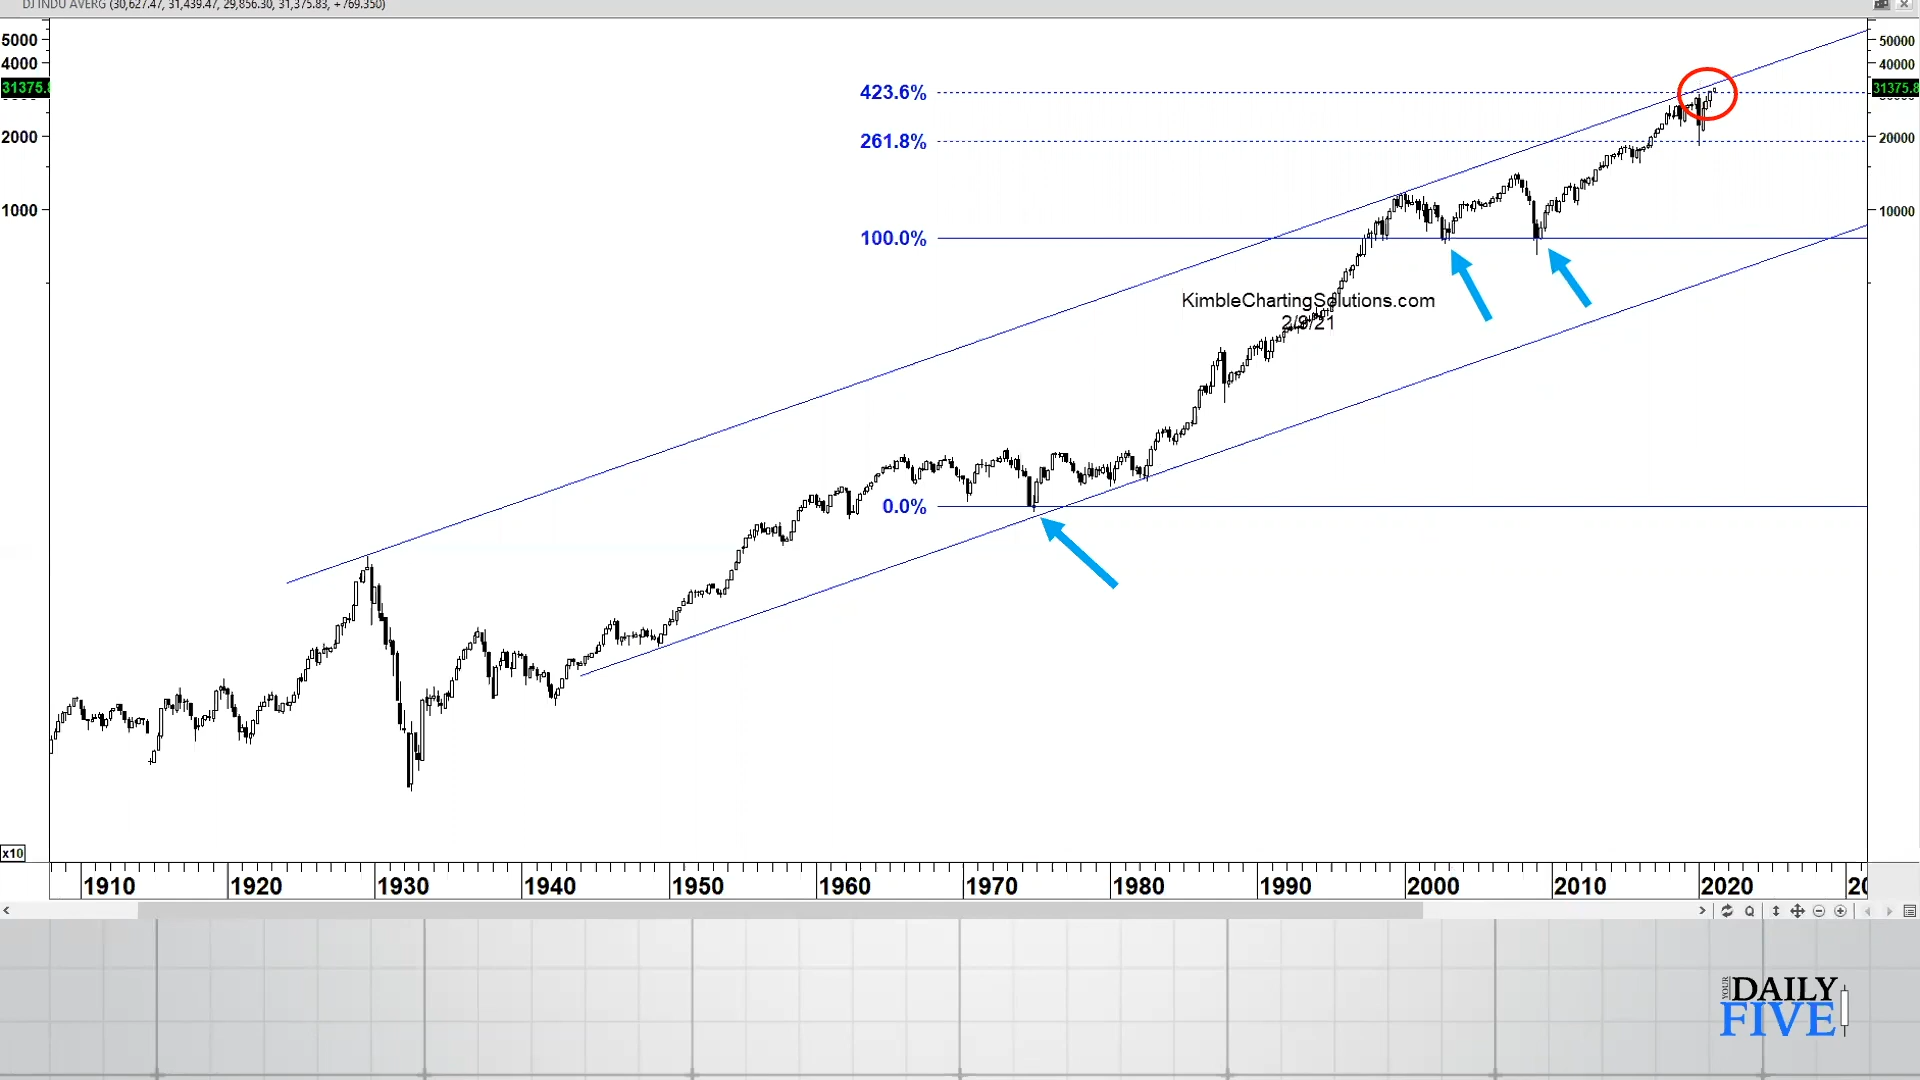 DJ INDU AVERG (30,627.47, 31,439.47, 29,856.30, 31,375.83, +769.350)
5000
50000
4000
40000
31375.8
31375.8
423.6%
2000
20000
261.8%
1000
10000
100.0%
KimbleChartingSolutions.com
2/9/21
0.0%
x10
1910 1920 1930 1940 1950 1960 1970 1980 1990 2000 2010 2020
YOUR
DAILY
FIVE